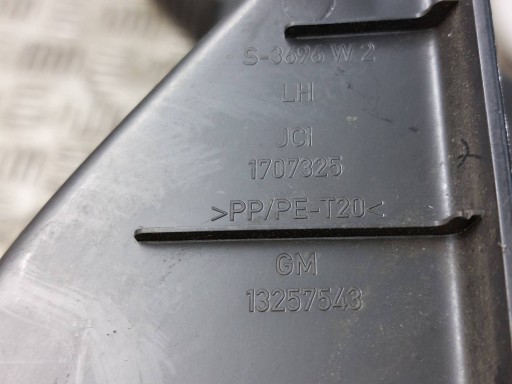 S-3696 W 2
LH
JCI
1707325
>PP/PE-T20<
GM
13257543